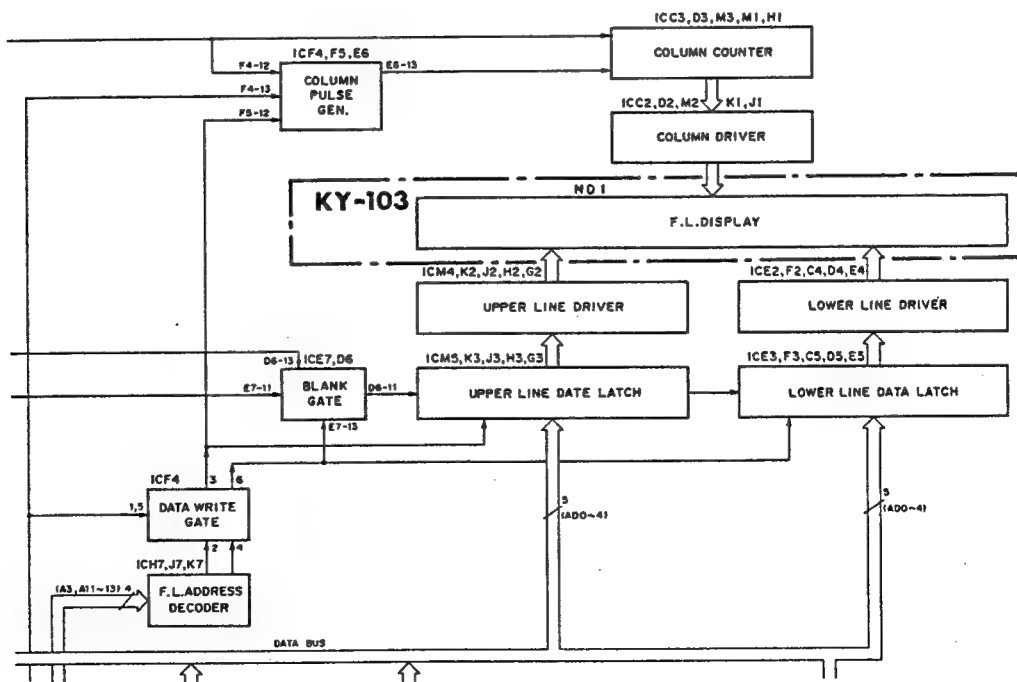 ICC3, D3, M3, M1, H1
COLUMN COUNTER
ICF4, F5, E6
F4-12
E6-13
COLUMN
PULSE
GEN.
F4-13
F5-12
ICC2, D2, M2
K1, J1
COLUMN DRIVER
KY-103
ND1
F.L.DISPLAY
ICM4, K2, J2, H2, G2
ICE2, F2, C4, D4, E4
UPPER LINE DRIVER
LOWER LINE DRIVER
D6-13
ICE7, D6
ICM5, K3, J3, H3, G3
ICE3, F3, C5, D5, E5
E7-11
BLANK
GATE
D6-11
UPPER LINE DATE LATCH
LOWER LINE DATA LATCH
E7-13
ICF4
3
6
1,5
DATA WRITE
GATE
5
(AD0~4)
5
(AD0~4)
2
4
ICH7, J7, K7
(A3, A11~13)
4
F.L.ADDRESS
DECODER
DATA BUS